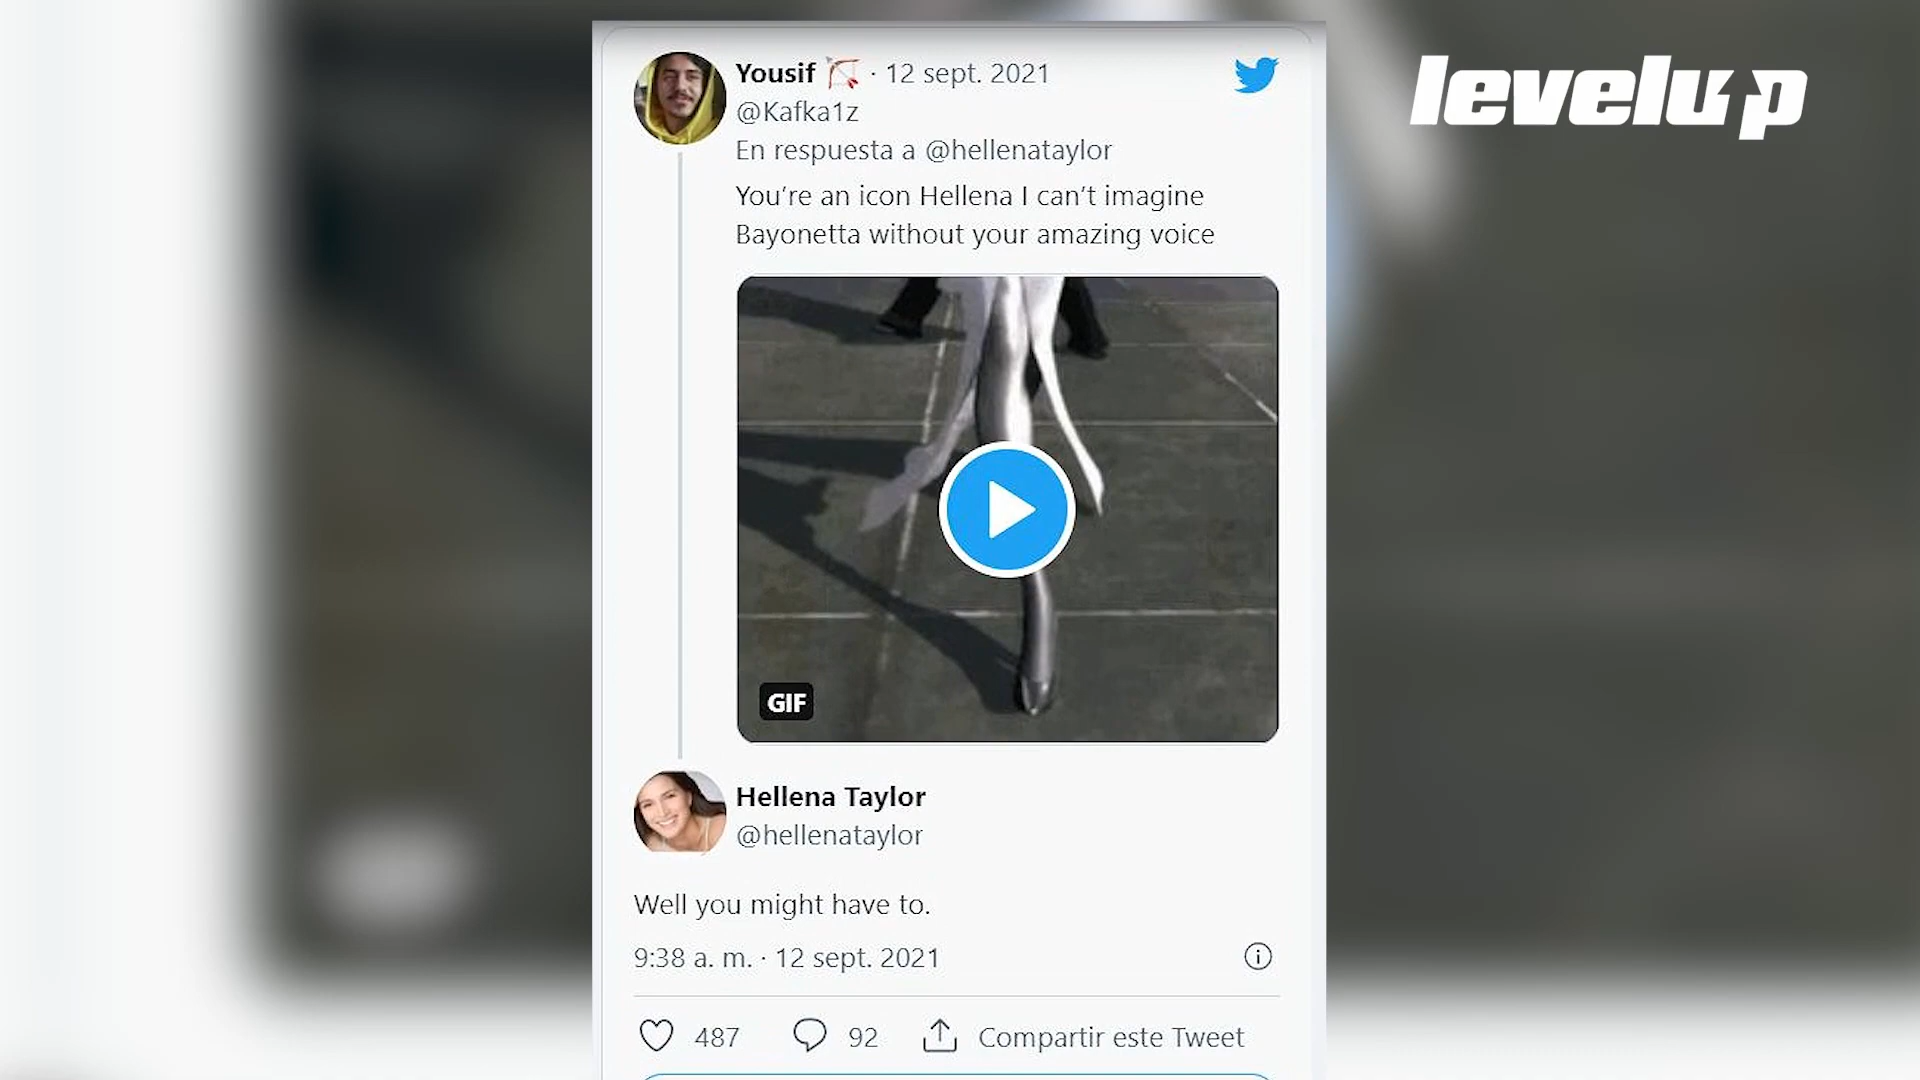 levelup
Yousif · 12 sept. 2021
@Kafka1z
En respuesta a @hellenataylor
You’re an icon Hellena I can’t imagine
Bayonetta without your amazing voice
GIF
Hellena Taylor
@hellenataylor
Well you might have to.
9:38 a. m. · 12 sept. 2021
487 92 Compartir este Tweet